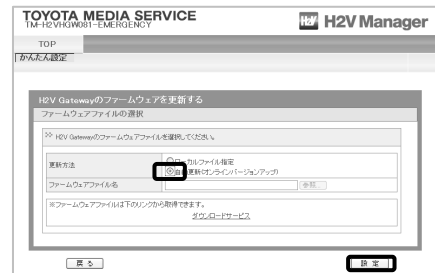 TOYOTA MEDIA SERVICE
TM-H2VHGW081-EMERGENCY
H2V H2V Manager
TOP
かんたん設定
H2V Gatewayのファームウェアを更新する
ファームウェアファイルの選択
>> H2V Gatewayのファームウェアファイルを選択してください。
更新方法
ローカルファイル指定
自動更新(オンラインバージョンアップ)
ファームウェアファイル名
参照...
※ファームウェアファイルは下のリンクから取得できます。
ダウンロードサービス
戻る
設定